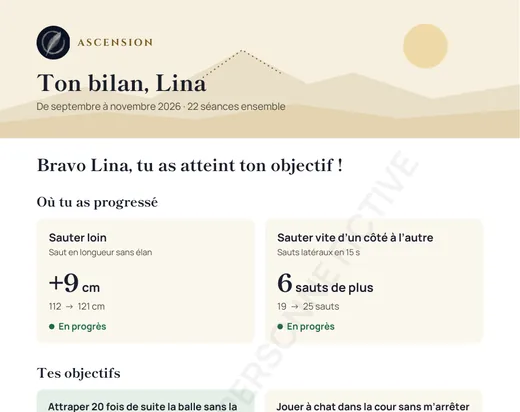 ASCENSION
Ton bilan, Lina
De septembre à novembre 2026 · 22 séances ensemble
Bravo Lina, tu as atteint ton objectif !
Où tu as progressé
Sauter loin
Saut en longueur sans élan
+9 cm
112 → 121 cm
En progrès
Sauter vite d'un côté à l'autre
Sauts latéraux en 15 s
6 sauts de plus
19 → 25 sauts
En progrès
Tes objectifs
Attraper 20 fois de suite la balle sans la
Jouer à chat dans la cour sans m'arrêter